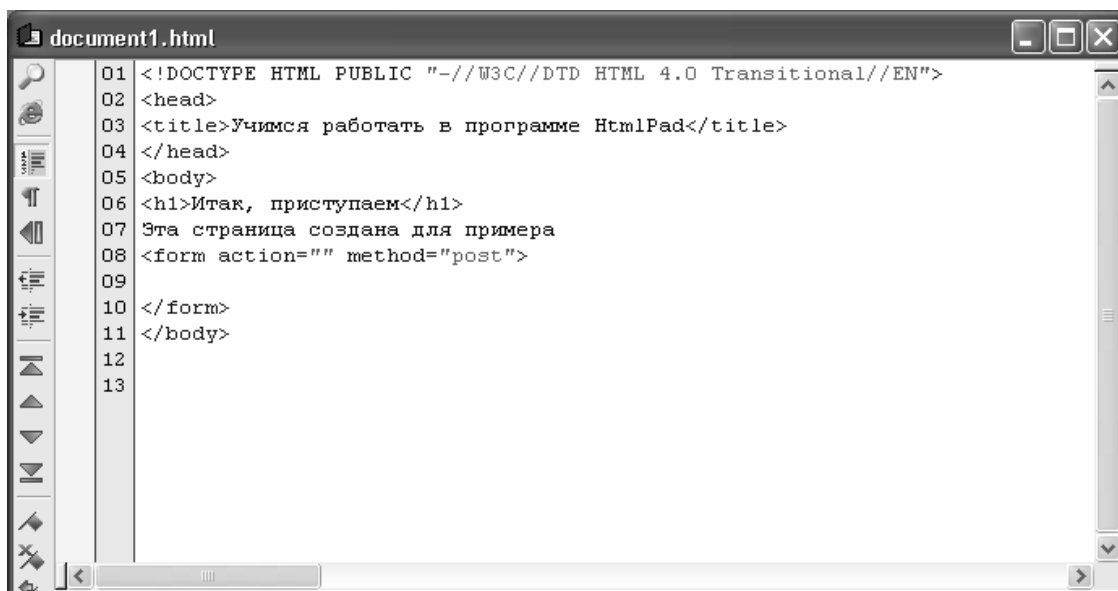 document1.html
01 <!DOCTYPE HTML PUBLIC "-//W3C//DTD HTML 4.0 Transitional//EN">
02 <head>
03 <title>Учимся работать в программе HtmlPad</title>
04 </head>
05 <body>
06 <h1>Итак, приступаем</h1>
07 Эта страница создана для примера
08 <form action="" method="post">
09
10 </form>
11 </body>
12
13